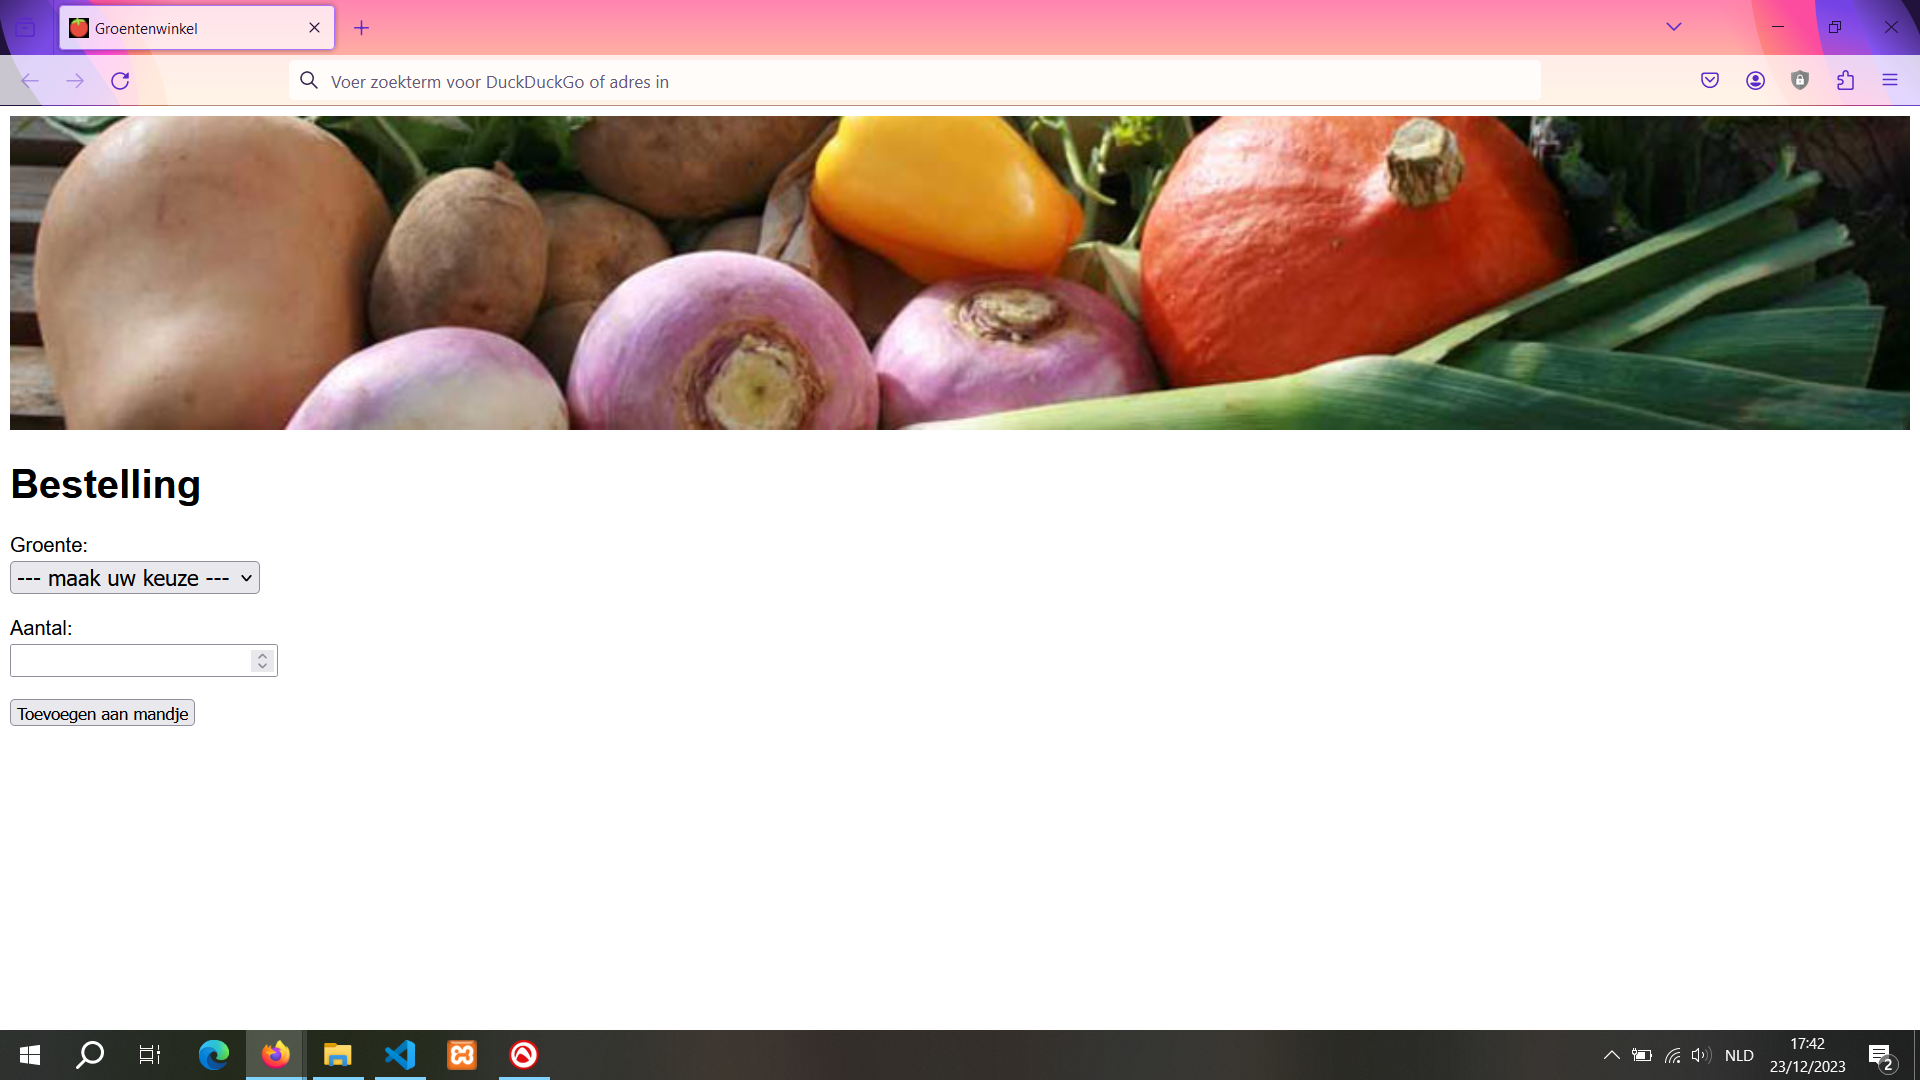 Groentenwinkel
Voer zoekterm voor DuckDuckGo of adres in
Bestelling
Groente:
--- maak uw keuze ---
Aantal:
Toevoegen aan mandje
NLD
17:42
23/12/2023
2